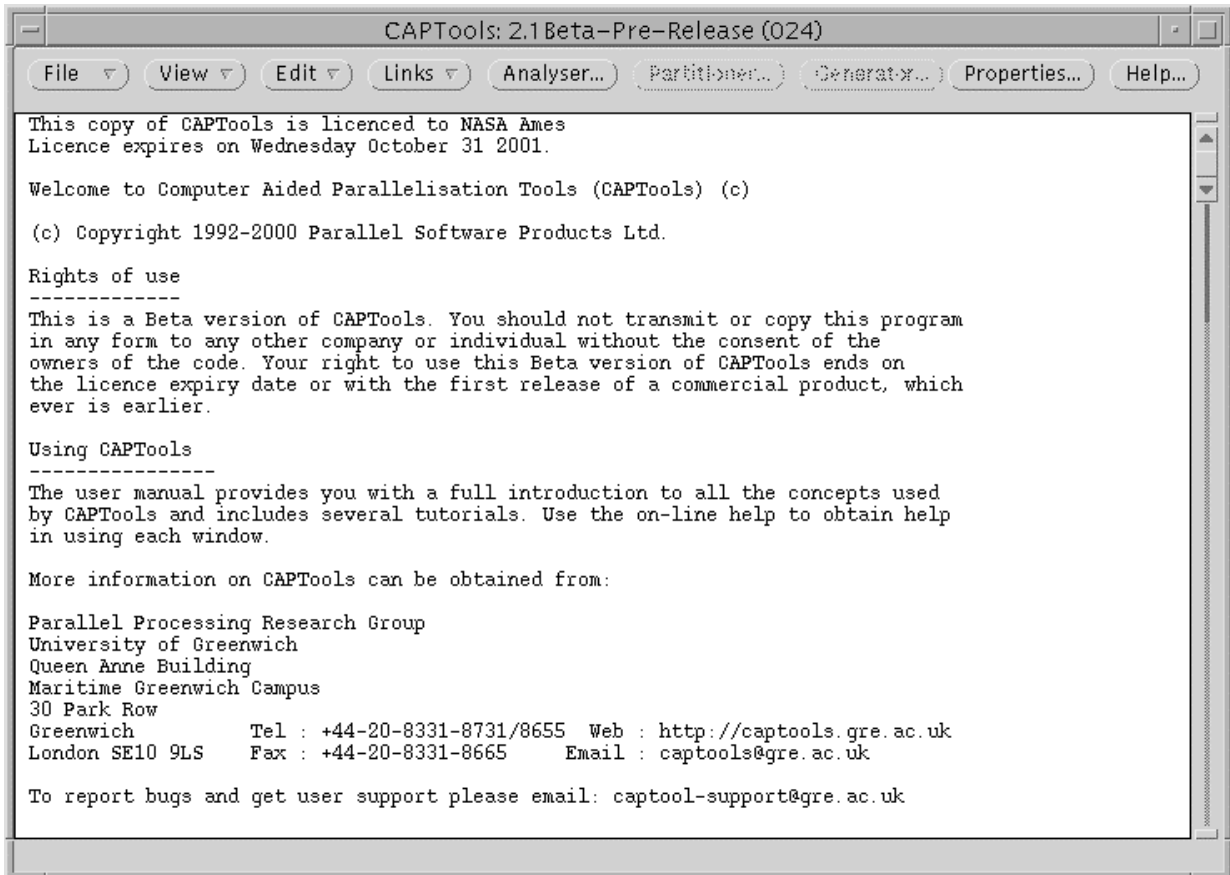 CAPTools: 2.1Beta-Pre-Release (024)
File View Edit Links Analyser... Partitioner... Generator... Properties... Help...
This copy of CAPTools is licenced to NASA Ames
Licence expires on Wednesday October 31 2001.
Welcome to Computer Aided Parallelisation Tools (CAPTools) (c)
(c) Copyright 1992-2000 Parallel Software Products Ltd.
Rights of use
-------------
This is a Beta version of CAPTools. You should not transmit or copy this program
in any form to any other company or individual without the consent of the
owners of the code. Your right to use this Beta version of CAPTools ends on
the licence expiry date or with the first release of a commercial product, which
ever is earlier.
Using CAPTools
----------------
The user manual provides you with a full introduction to all the concepts used
by CAPTools and includes several tutorials. Use the on-line help to obtain help
in using each window.
More information on CAPTools can be obtained from:
Parallel Processing Research Group
University of Greenwich
Queen Anne Building
Maritime Greenwich Campus
30 Park Row
Greenwich Tel : +44-20-8331-8731/8655 Web : http://captools.gre.ac.uk
London SE10 9LS Fax : +44-20-8331-8665 Email : captools@gre.ac.uk
To report bugs and get user support please email: captool-support@gre.ac.uk